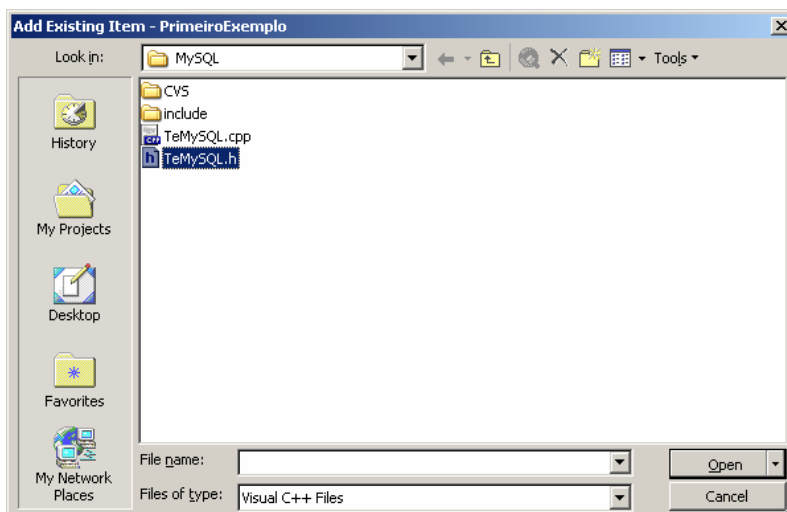 Add Existing Item - PrimeiroExemplo
Look in:
MySQL
Tools
History
My Projects
Desktop
Favorites
My Network
Places
CVS
include
TeMySQL.cpp
TeMySQL.h
File name:
Open
Files of type:
Visual C++ Files
Cancel